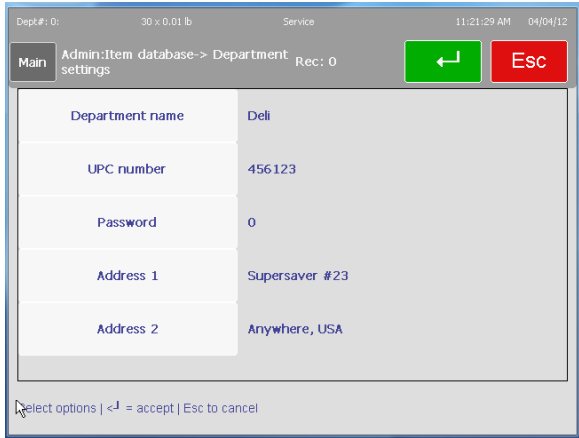 Dept#: 0: 30 x 0.01 lb Service 11:21:29 AM 04/04/12
Main Admin:Item database-> Department settings Rec: 0 Esc
Department name Deli
UPC number 456123
Password 0
Address 1 Supersaver #23
Address 2 Anywhere, USA
Select options | <┘ = accept | Esc to cancel